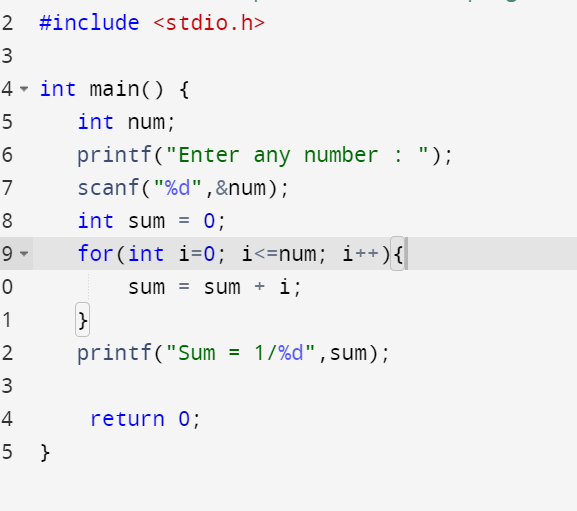 2 #include <stdio.h>
3
4 int main() {
5 int num;
6 printf("Enter any number : ");
7 scanf("%d",&num);
8 int sum = 0;
9 for(int i=0; i<=num; i++){
0 sum = sum + i;
1 }
2 printf("Sum = 1/%d",sum);
3
4 return 0;
5 }